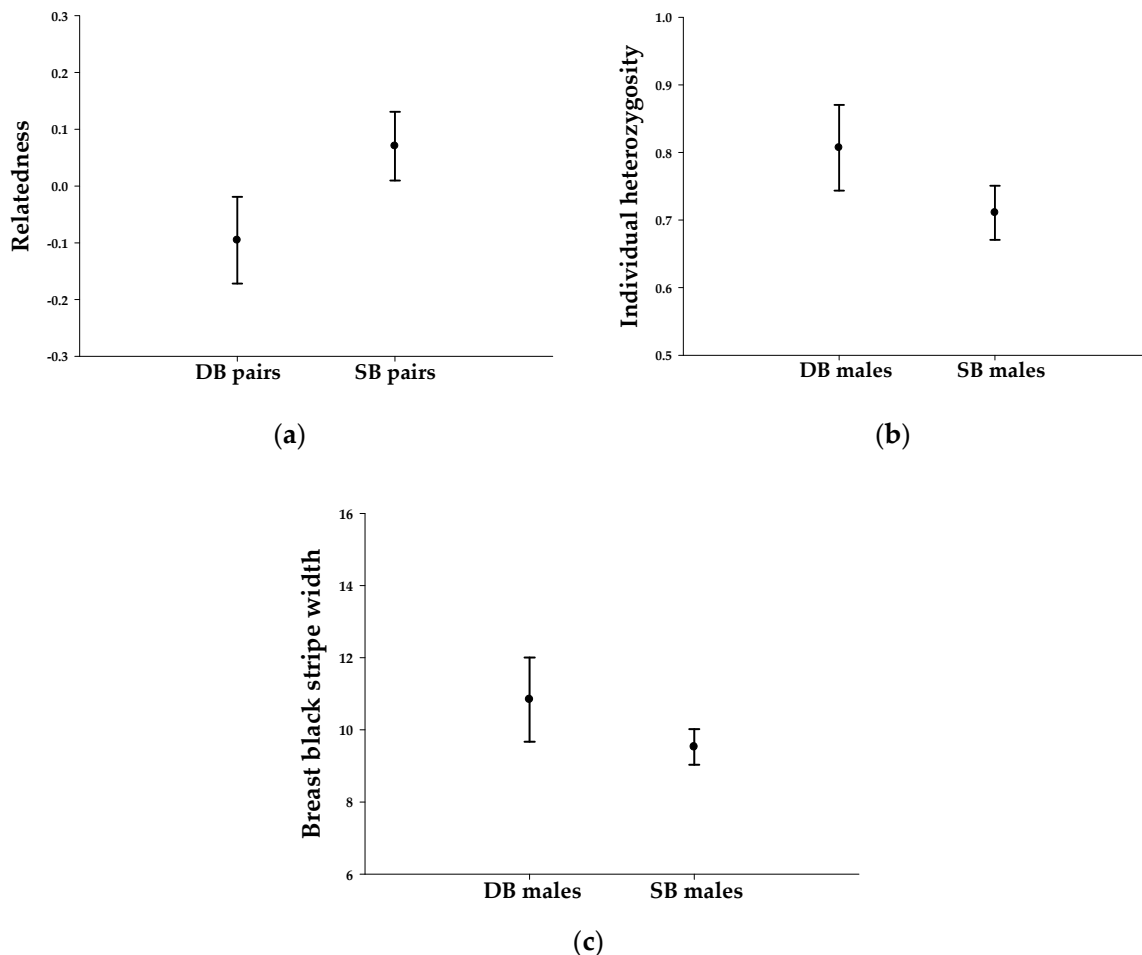 0.3
0.2
0.1
0.0
-0.1
-0.2
-0.3
Relatedness
DB pairs SB pairs
(a)
1.0
0.9
0.8
0.7
0.6
0.5
Individual heterozygosity
DB males SB males
(b)
16
14
12
10
8
6
Breast black stripe width
DB males SB males
(c)